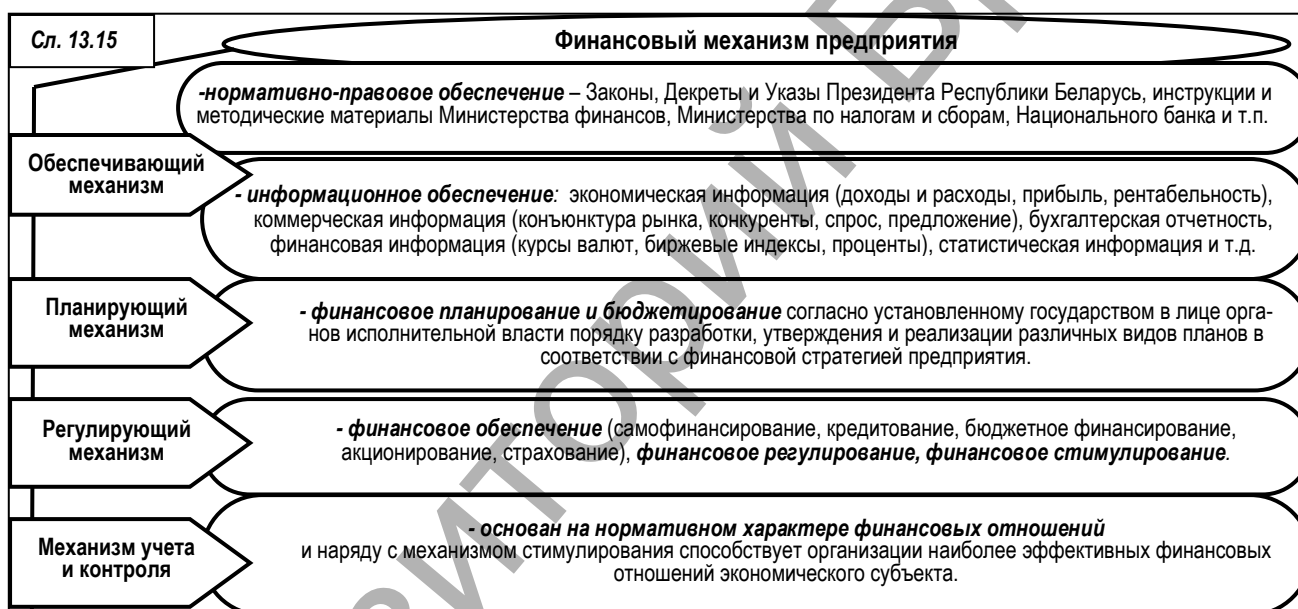 Сл. 13.15
Финансовый механизм предприятия
-нормативно-правовое обеспечение – Законы, Декреты и Указы Президента Республики Беларусь, инструкции и
методические материалы Министерства финансов, Министерства по налогам и сборам, Национального банка и т.п.
Обеспечивающий
механизм
- информационное обеспечение: экономическая информация (доходы и расходы, прибыль, рентабельность),
коммерческая информация (конъюнктура рынка, конкуренты, спрос, предложение), бухгалтерская отчетность,
финансовая информация (курсы валют, биржевые индексы, проценты), статистическая информация и т.д.
Планирующий
механизм
- финансовое планирование и бюджетирование согласно установленному государством в лице орга-
нов исполнительной власти порядку разработки, утверждения и реализации различных видов планов в
соответствии с финансовой стратегией предприятия.
Регулирующий
механизм
- финансовое обеспечение (самофинансирование, кредитование, бюджетное финансирование,
акционирование, страхование), финансовое регулирование, финансовое стимулирование.
Механизм учета
и контроля
- основан на нормативном характере финансовых отношений
и наряду с механизмом стимулирования способствует организации наиболее эффективных финансовых
отношений экономического субъекта.